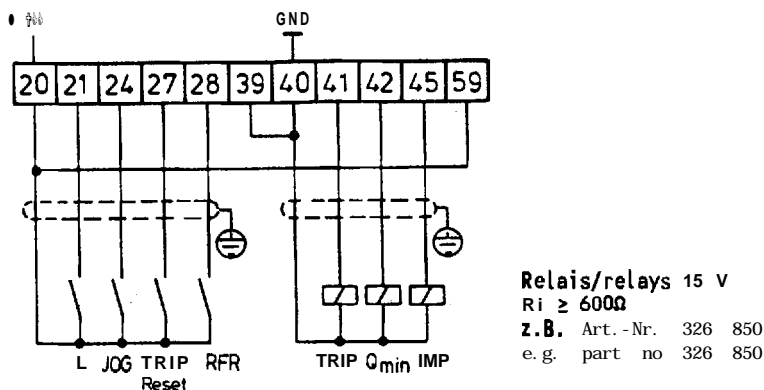 GND
20 21 24 27 28 39 40 41 42 45 59
L JOG TRIP RFR TRIP Qmin IMP
Reset
Relais/relays 15 V
Ri ≥ 600Ω
z.B. Art.-Nr. 326 850
e.g. part no 326 850